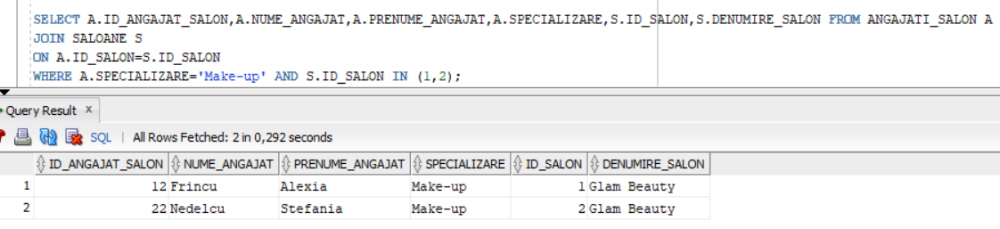 SELECT A.ID_ANGAJAT_SALON,A.NUME_ANGAJAT,A.PRENUME_ANGAJAT,A.SPECIALIZARE,S.ID_SALON,S.DENUMIRE_SALON FROM ANGAJATI_SALON A
JOIN SALOANE S
ON A.ID_SALON=S.ID_SALON
WHERE A.SPECIALIZARE='Make-up' AND S.ID_SALON IN (1,2);
Query Result x
SQL | All Rows Fetched: 2 in 0,292 seconds
ID_ANGAJAT_SALON NUME_ANGAJAT PRENUME_ANGAJAT SPECIALIZARE ID_SALON DENUMIRE_SALON
1 12 Frincu Alexia Make-up 1 Glam Beauty
2 22 Nedelcu Stefania Make-up 2 Glam Beauty